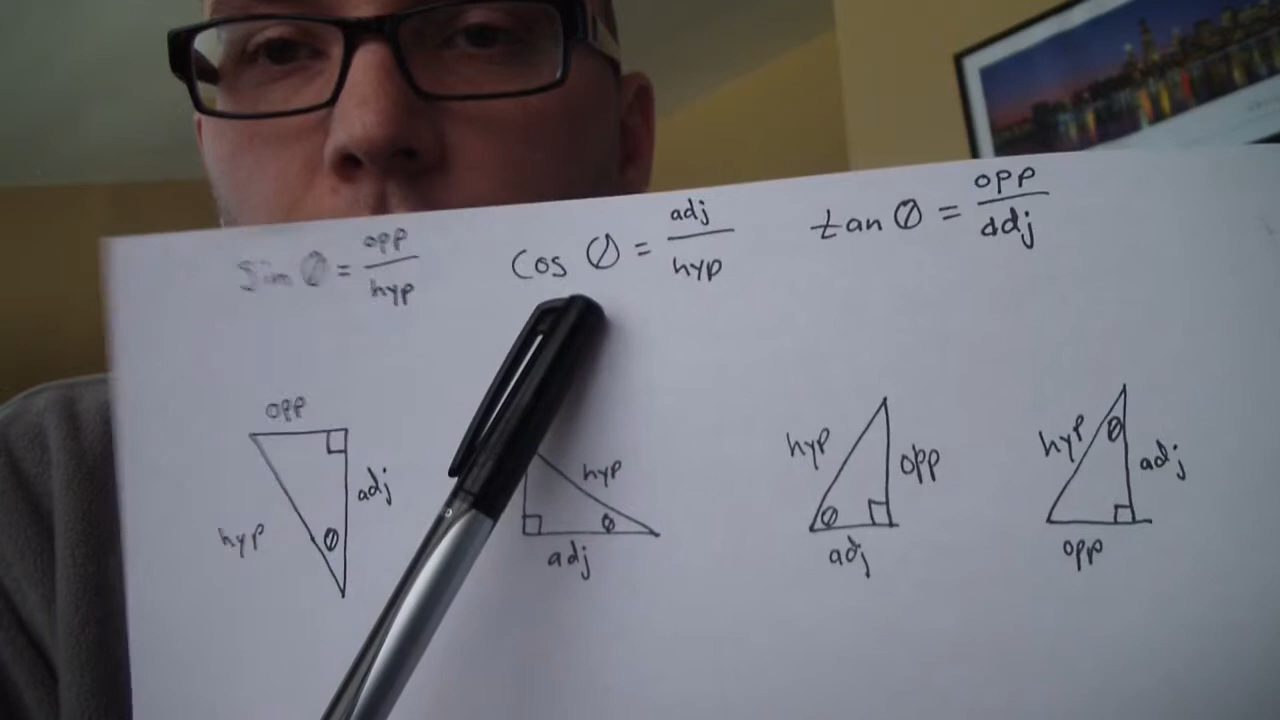 sin θ = opp/hyp cos θ = adj/hyp tan θ = opp/adj
opp
adj
hyp
θ
hyp
θ
adj
hyp
opp
θ
adj
hyp
θ
adj
opp